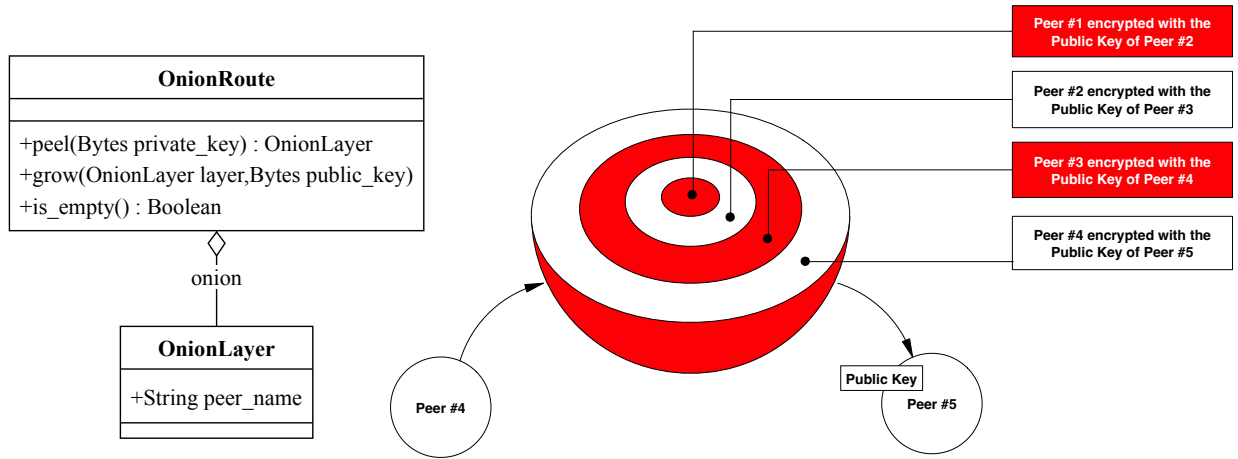 OnionRoute
+peel(Bytes private_key) : OnionLayer
+grow(OnionLayer layer,Bytes public_key)
+is_empty() : Boolean
onion
OnionLayer
+String peer_name
Peer #1 encrypted with the
Public Key of Peer #2
Peer #2 encrypted with the
Public Key of Peer #3
Peer #3 encrypted with the
Public Key of Peer #4
Peer #4 encrypted with the
Public Key of Peer #5
Peer #4
Public Key
Peer #5